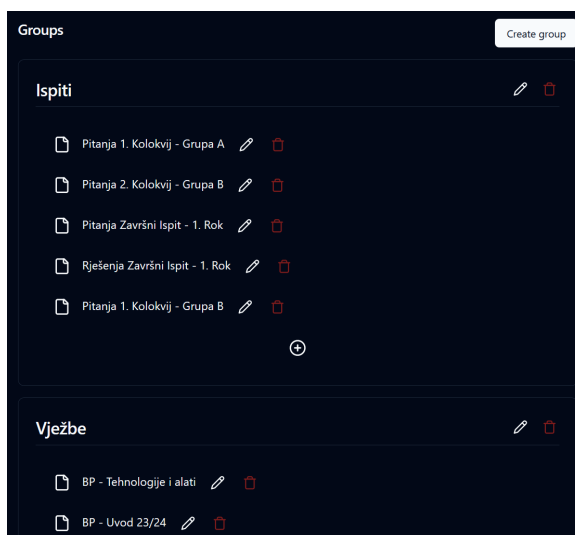 Groups
Create group
Ispiti
Pitanja 1. Kolokvij - Grupa A
Pitanja 2. Kolokvij - Grupa B
Pitanja Završni Ispit - 1. Rok
Rješenja Završni Ispit - 1. Rok
Pitanja 1. Kolokvij - Grupa B
Vježbe
BP - Tehnologije i alati
BP - Uvod 23/24